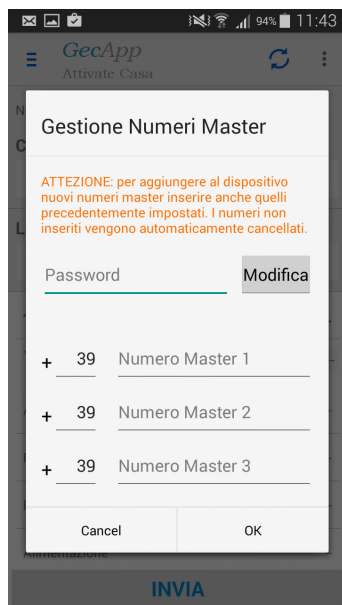 94% 11:43
GecApp
Attivate Casa
N
C
Gestione Numeri Master
ATTEZIONE: per aggiungere al dispositivo
nuovi numeri master inserire anche quelli
precedentemente impostati. I numeri non
inseriti vengono automaticamente cancellati.
L
Password Modifica
+ 39 Numero Master 1
+ 39 Numero Master 2
+ 39 Numero Master 3
Cancel OK
Alimentazione
INVIA